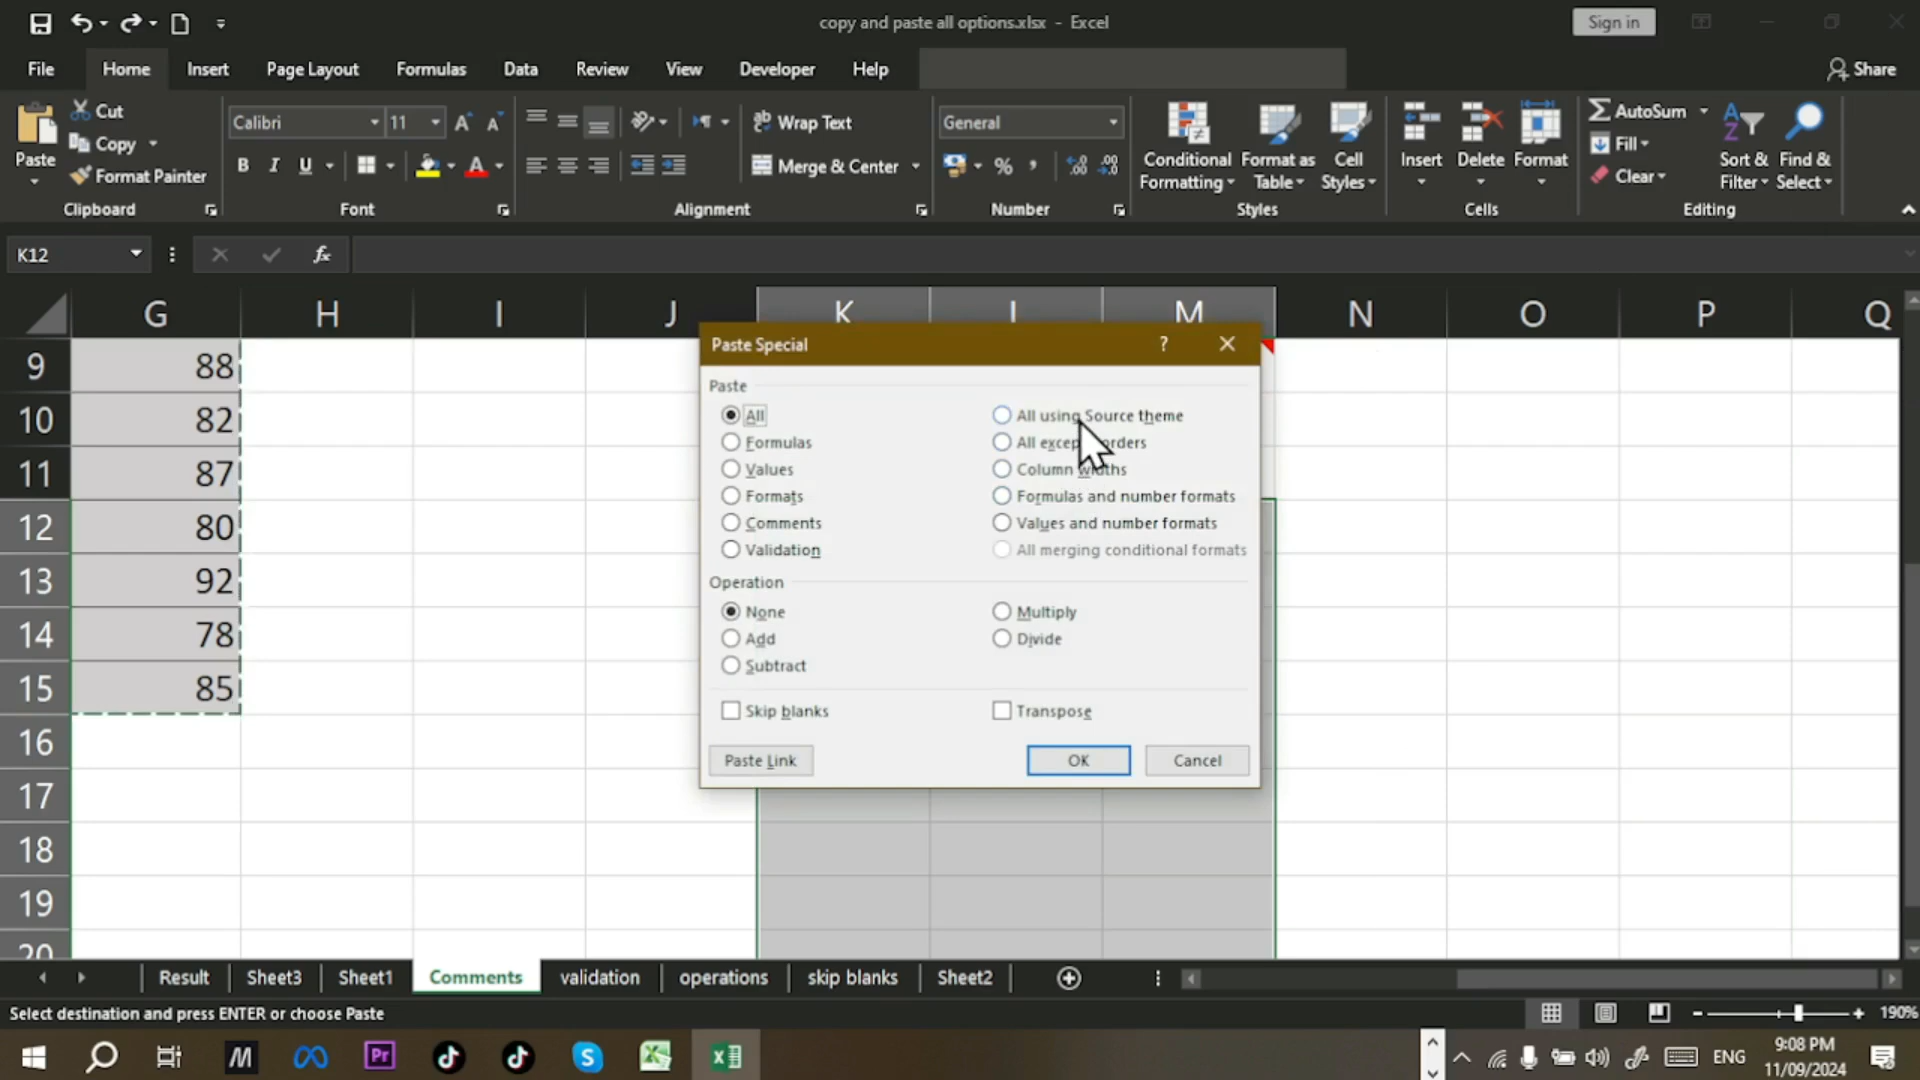 copy and paste all options.xlsx - Excel
Sign in
File Home Insert Page Layout Formulas Data Review View Developer Help
Share
Paste
Cut
Copy
Format Painter
Clipboard
Calibri 11
B I U
Font
Wrap Text
Merge & Center
Alignment
General
%
Number
Conditional Formatting
Format as Table
Cell Styles
Styles
Insert Delete Format
Cells
AutoSum
Fill
Clear
Sort & Filter
Find & Select
Editing
K12
fx
G H I J K L M N O P Q
9 88
10 82
11 87
12 80
13 92
14 78
15 85
16
17
18
19
20
Paste Special
?
Paste
All
All using Source theme
Formulas
All except borders
Values
Column widths
Formats
Formulas and number formats
Comments
Values and number formats
Validation
All merging conditional formats
Operation
None
Multiply
Add
Divide
Subtract
Skip blanks
Transpose
Paste Link
OK
Cancel
Result Sheet3 Sheet1 Comments validation operations skip blanks Sheet2
Select destination and press ENTER or choose Paste
190%
ENG
9:08 PM
11/09/2024